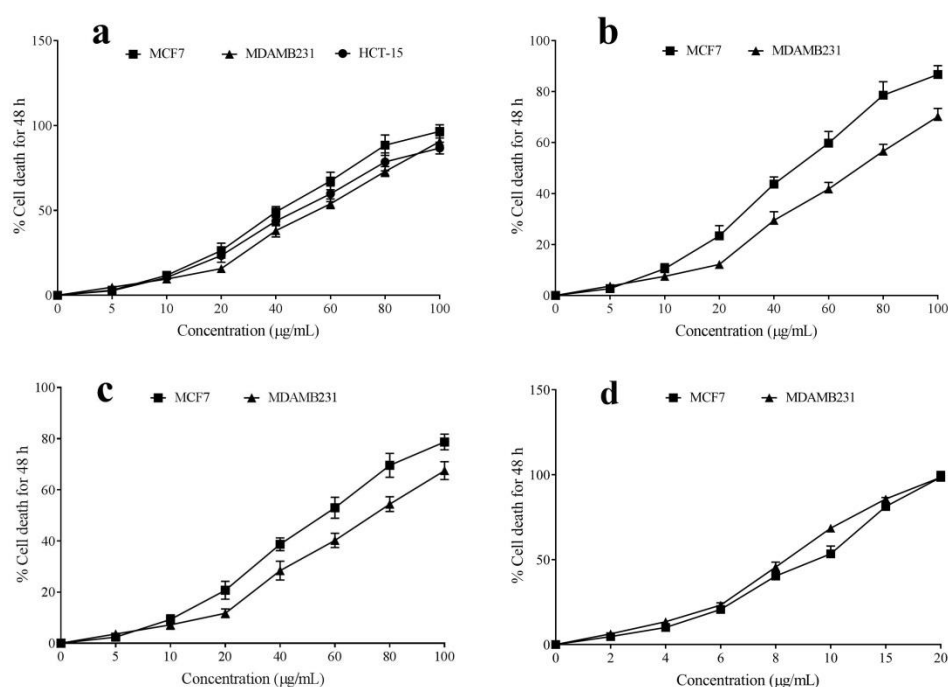 a
MCF7 MDAMB231 HCT-15
150
100
50
0
% Cell death for 48 h
0 5 10 20 40 60 80 100
Concentration (µg/mL)
b
MCF7 MDAMB231
100
80
60
40
20
0
% Cell death for 48 h
0 5 10 20 40 60 80 100
Concentration (µg/mL)
c
MCF7 MDAMB231
100
80
60
40
20
0
% Cell death for 48 h
0 5 10 20 40 60 80 100
Concentration (µg/mL)
d
MCF7 MDAMB231
150
100
50
0
% Cell death for 48 h
0 2 4 6 8 10 15 20
Concentration (µg/mL)